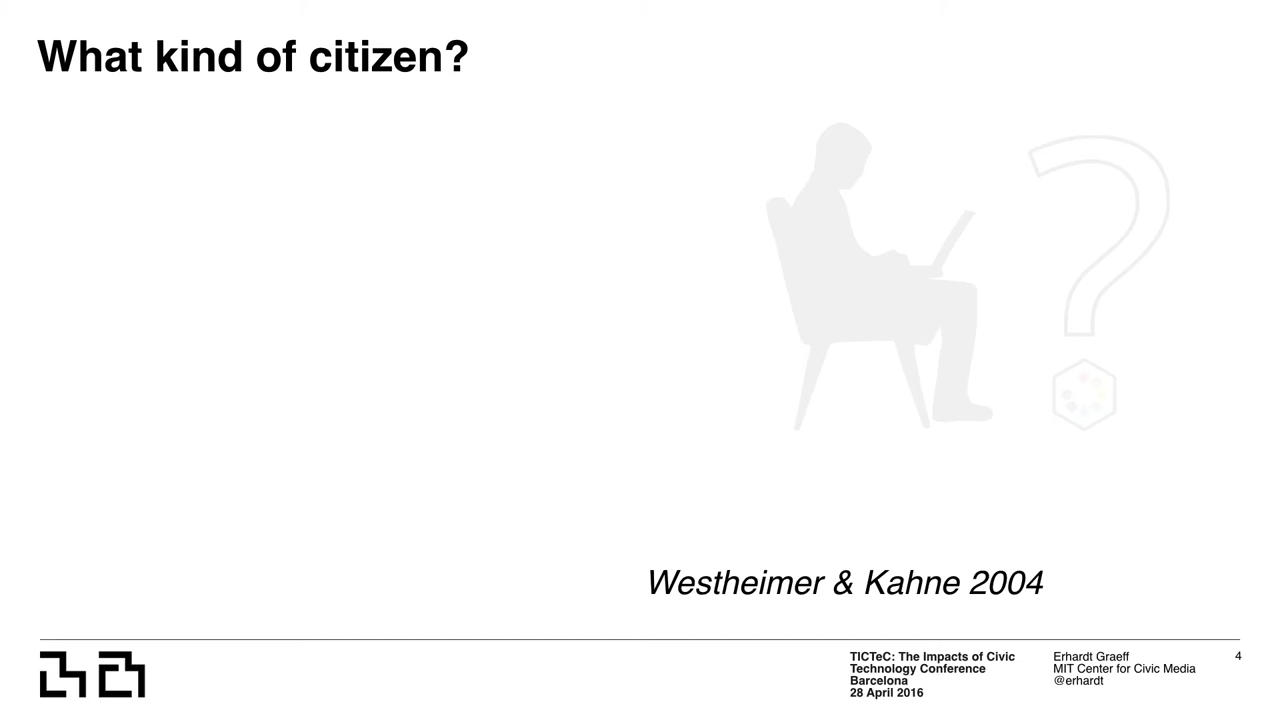 What kind of citizen?
Westheimer & Kahne 2004
TICTeC: The Impacts of Civic
Technology Conference
Barcelona
28 April 2016
Erhardt Graeff
MIT Center for Civic Media
@erhardt
4